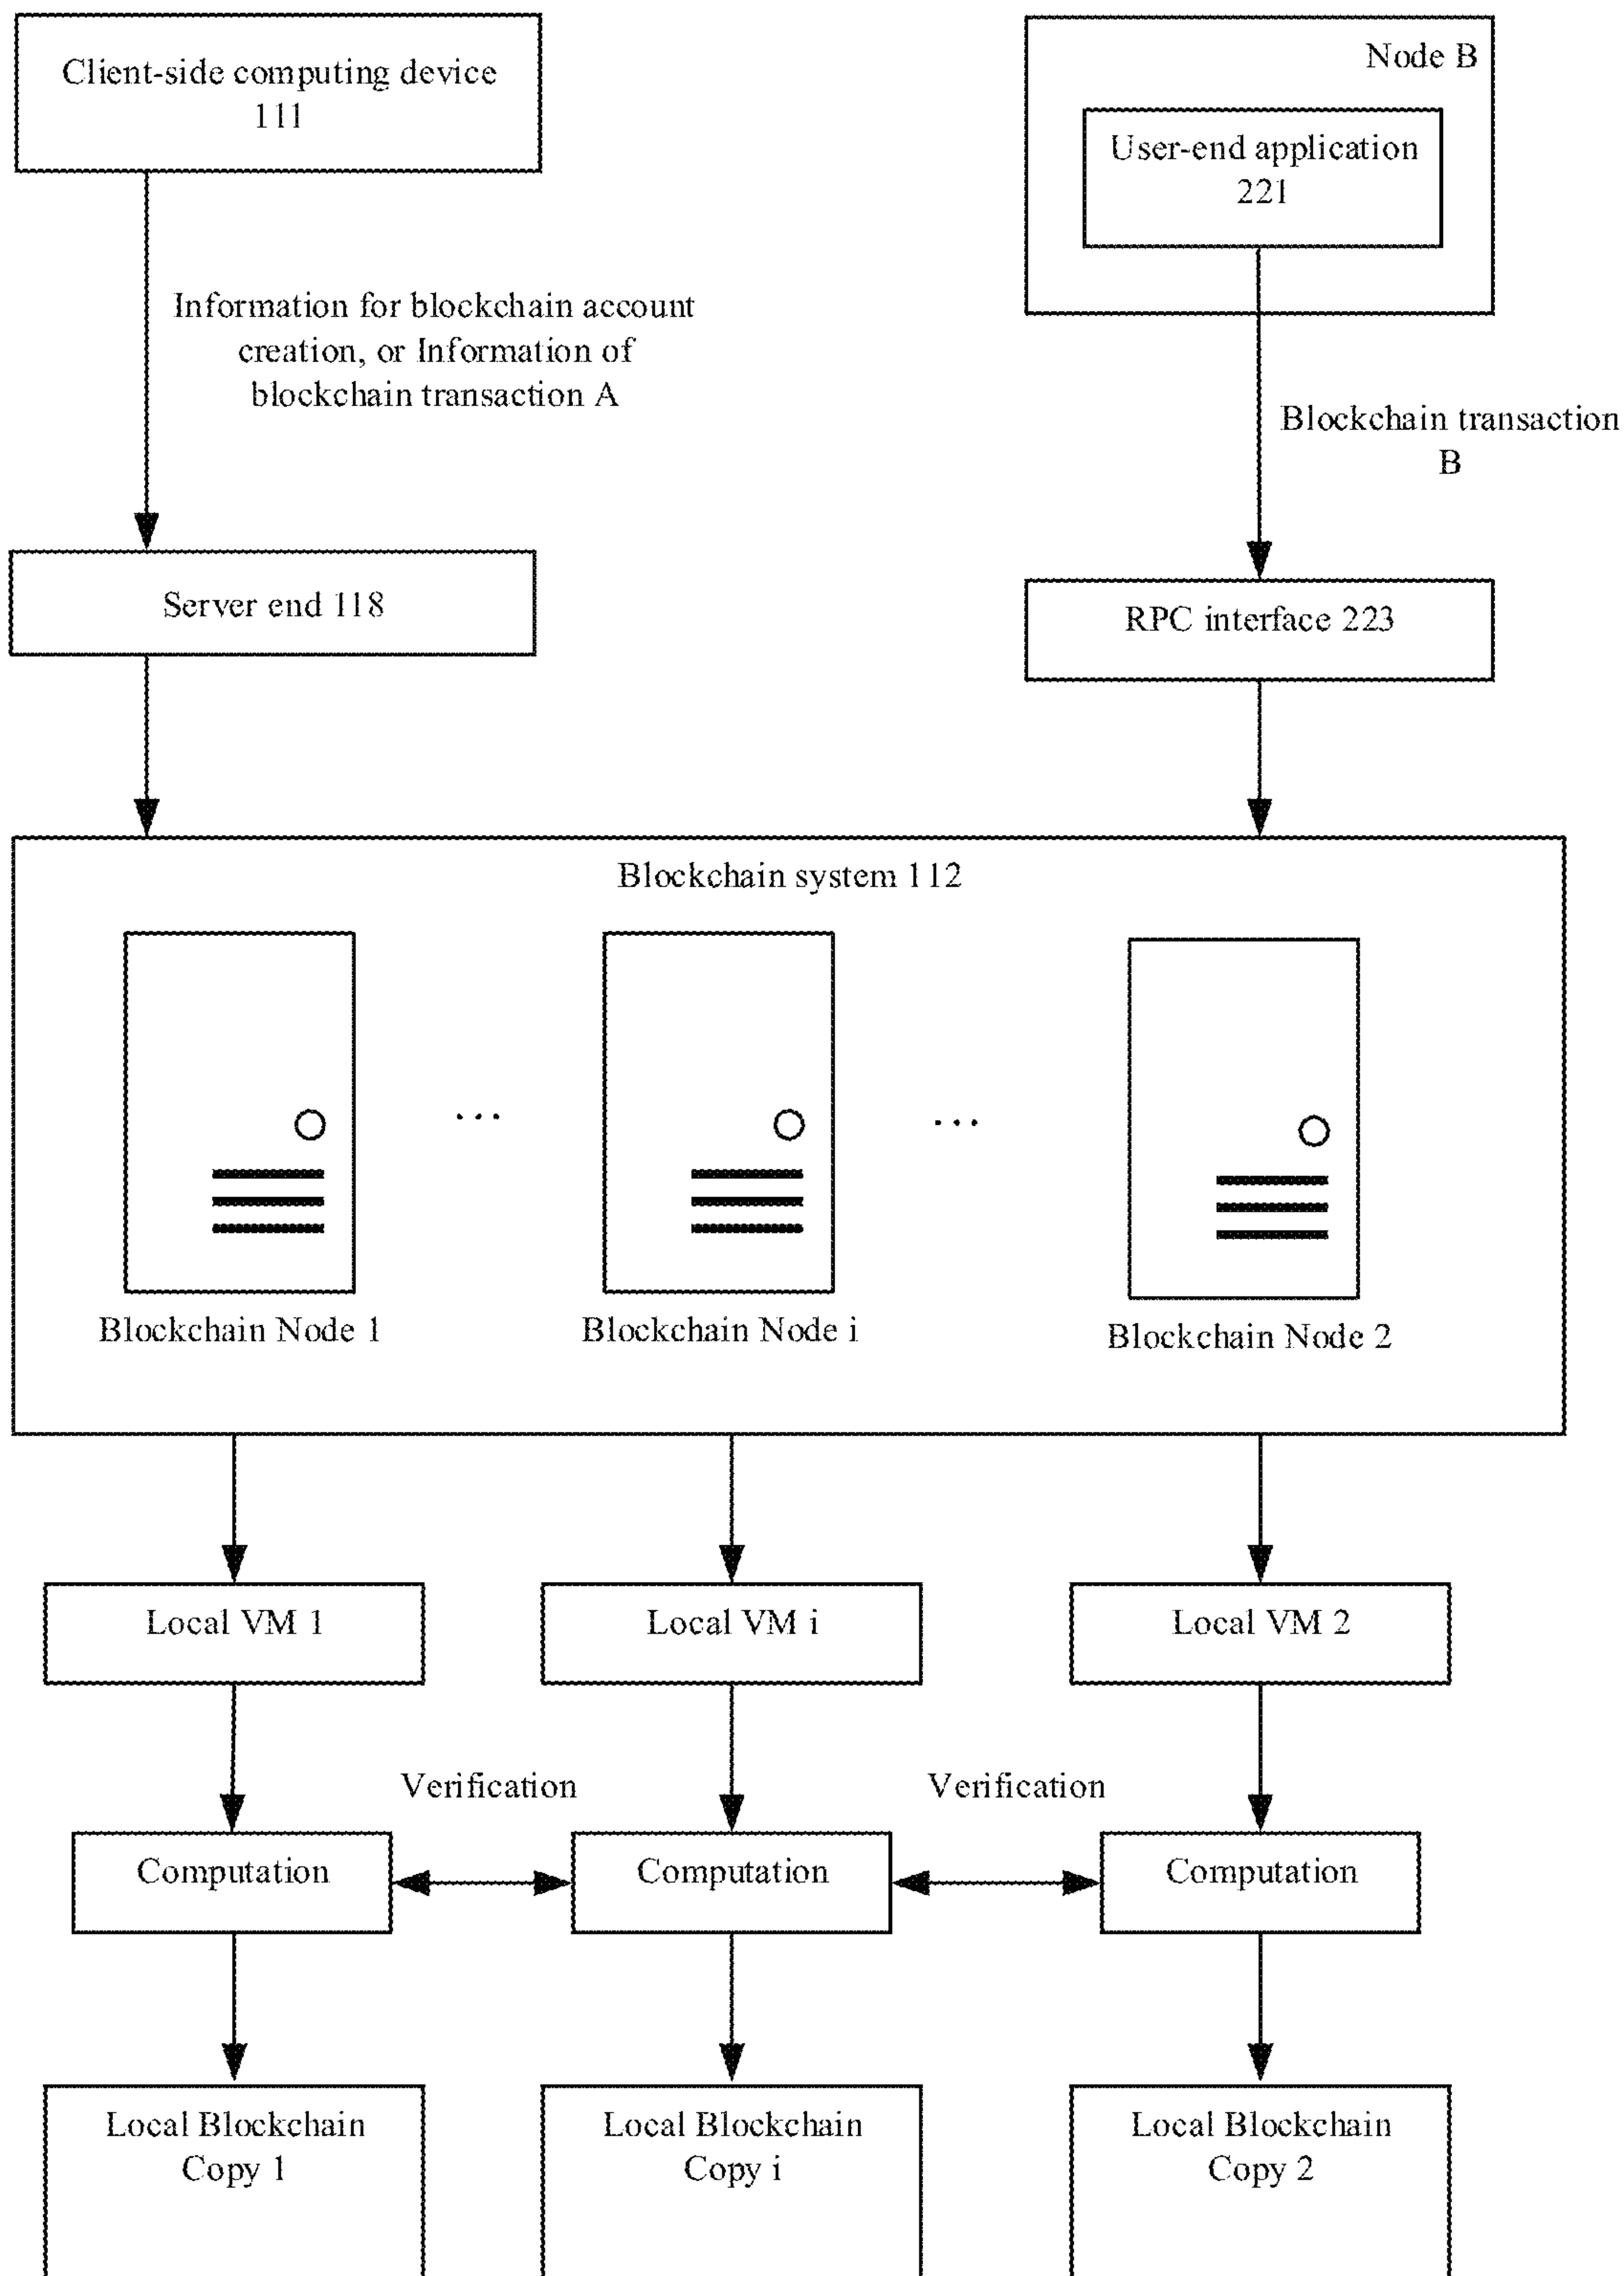 Client-side computing device
111
Node B
User-end application
221
Information for blockchain account
creation, or Information of
blockchain transaction A
Blockchain transaction
B
Server end 118
RPC interface 223
Blockchain system 112
...
...
Blockchain Node 1
Blockchain Node i
Blockchain Node 2
Local VM 1
Local VM i
Local VM 2
Verification
Verification
Computation
Computation
Computation
Local Blockchain
Copy 1
Local Blockchain
Copy i
Local Blockchain
Copy 2